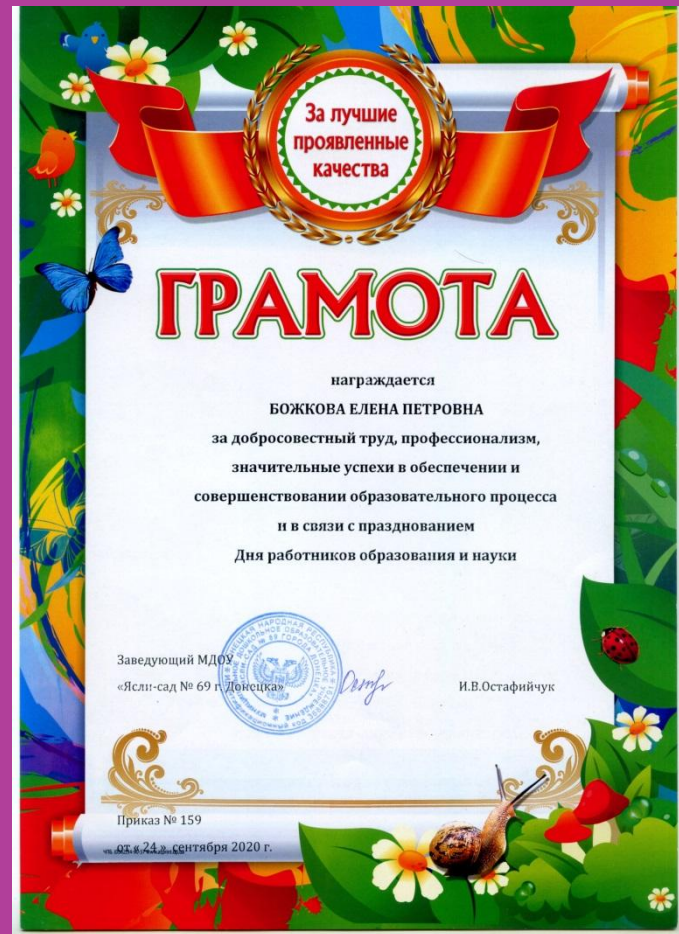 За лучшие
проявленные
качества
ГРАМОТА
награждается
БОЖКОВА ЕЛЕНА ПЕТРОВНА
за добросовестный труд, профессионализм,
значительные успехи в обеспечении и
совершенствовании образовательного процесса
и в связи с празднованием
Дня работников образования и науки
Заведующий МДОУ
«Ясли-сад № 69 г. Донецка»
И.В.Остафийчук
Приказ № 159
от « 24 » сентября 2020 г.